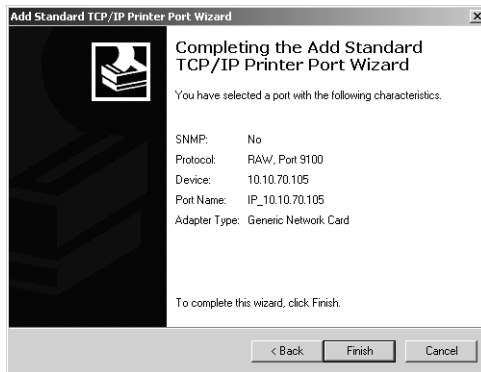 Add Standard TCP/IP Printer Port Wizard
Completing the Add Standard
TCP/IP Printer Port Wizard
You have selected a port with the following characteristics.
SNMP: No
Protocol: RAW, Port 9100
Device: 10.10.70.105
Port Name: IP_10.10.70.105
Adapter Type: Generic Network Card
To complete this wizard, click Finish.
< Back Finish Cancel